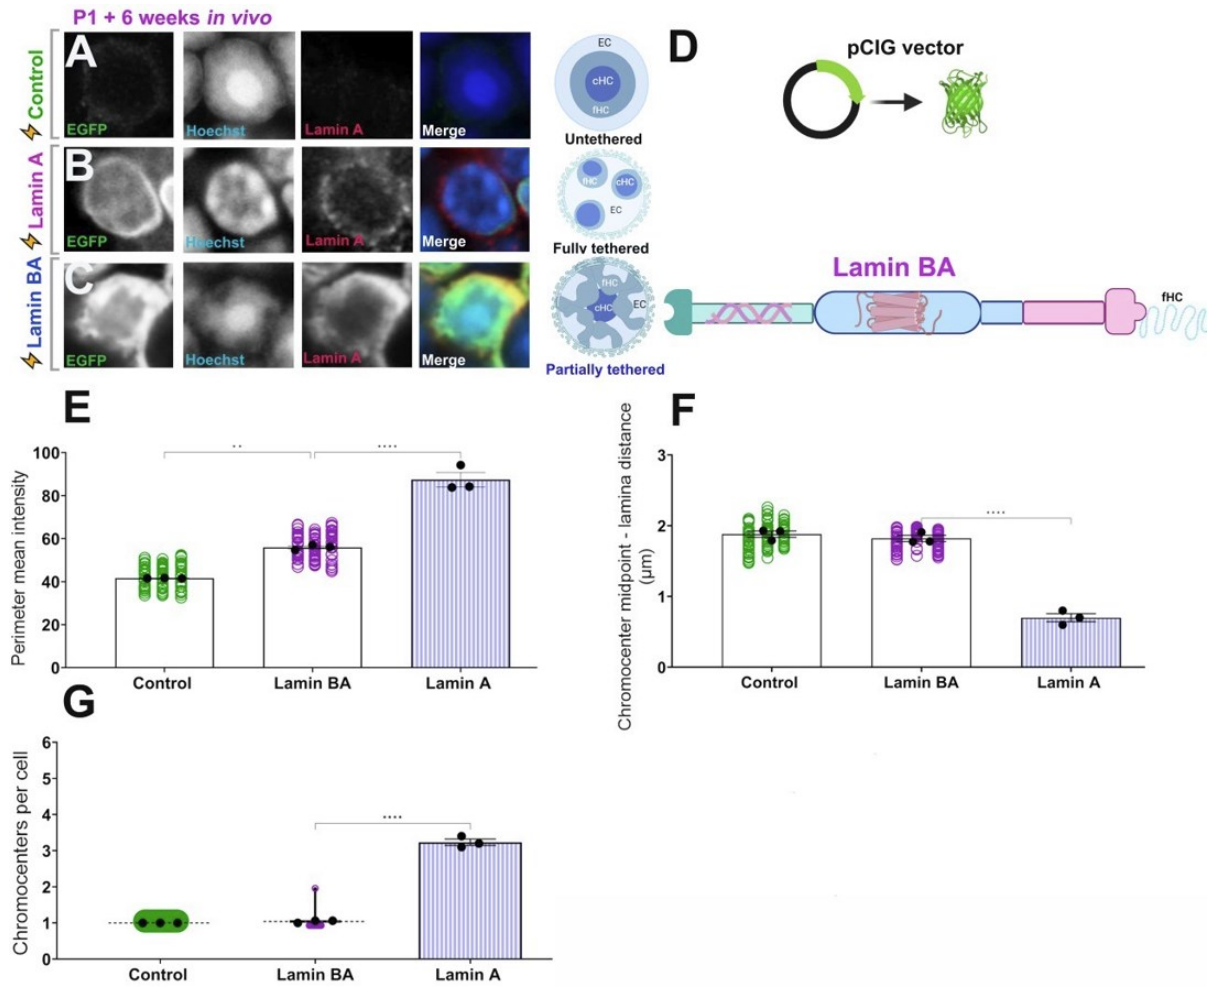 P1 + 6 weeks in vivo
A
Control
EGFP
Hoechst
Lamin A
Merge
EC
cHC
fHC
Untethered
B
Lamin A
EGFP
Hoechst
Lamin A
Merge
fHC
cHC
EC
Fully tethered
C
Lamin BA
EGFP
Hoechst
Lamin A
Merge
fHC
cHC
EC
Partially tethered
D
pCIG vector
Lamin BA
fHC
E
Perimeter mean intensity
100
80
60
40
20
0
**
****
Control
Lamin BA
Lamin A
F
Chromocenter midpoint - lamina distance
(µm)
3
2
1
0
****
Control
Lamin BA
Lamin A
G
Chromocenters per cell
6
5
4
3
2
1
0
****
Control
Lamin BA
Lamin A